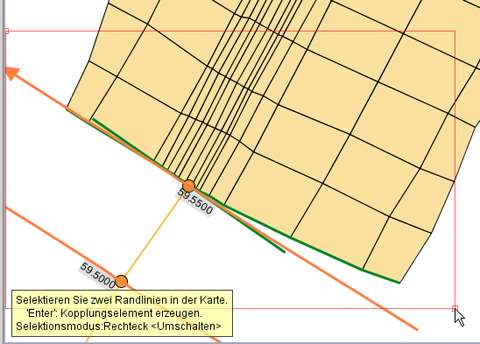 59.5500
59.5000
Selektieren Sie zwei Randlinien in der Karte.
'Enter': Kopplungselement erzeugen.
Selektionsmodus:Rechteck <Umschalten>